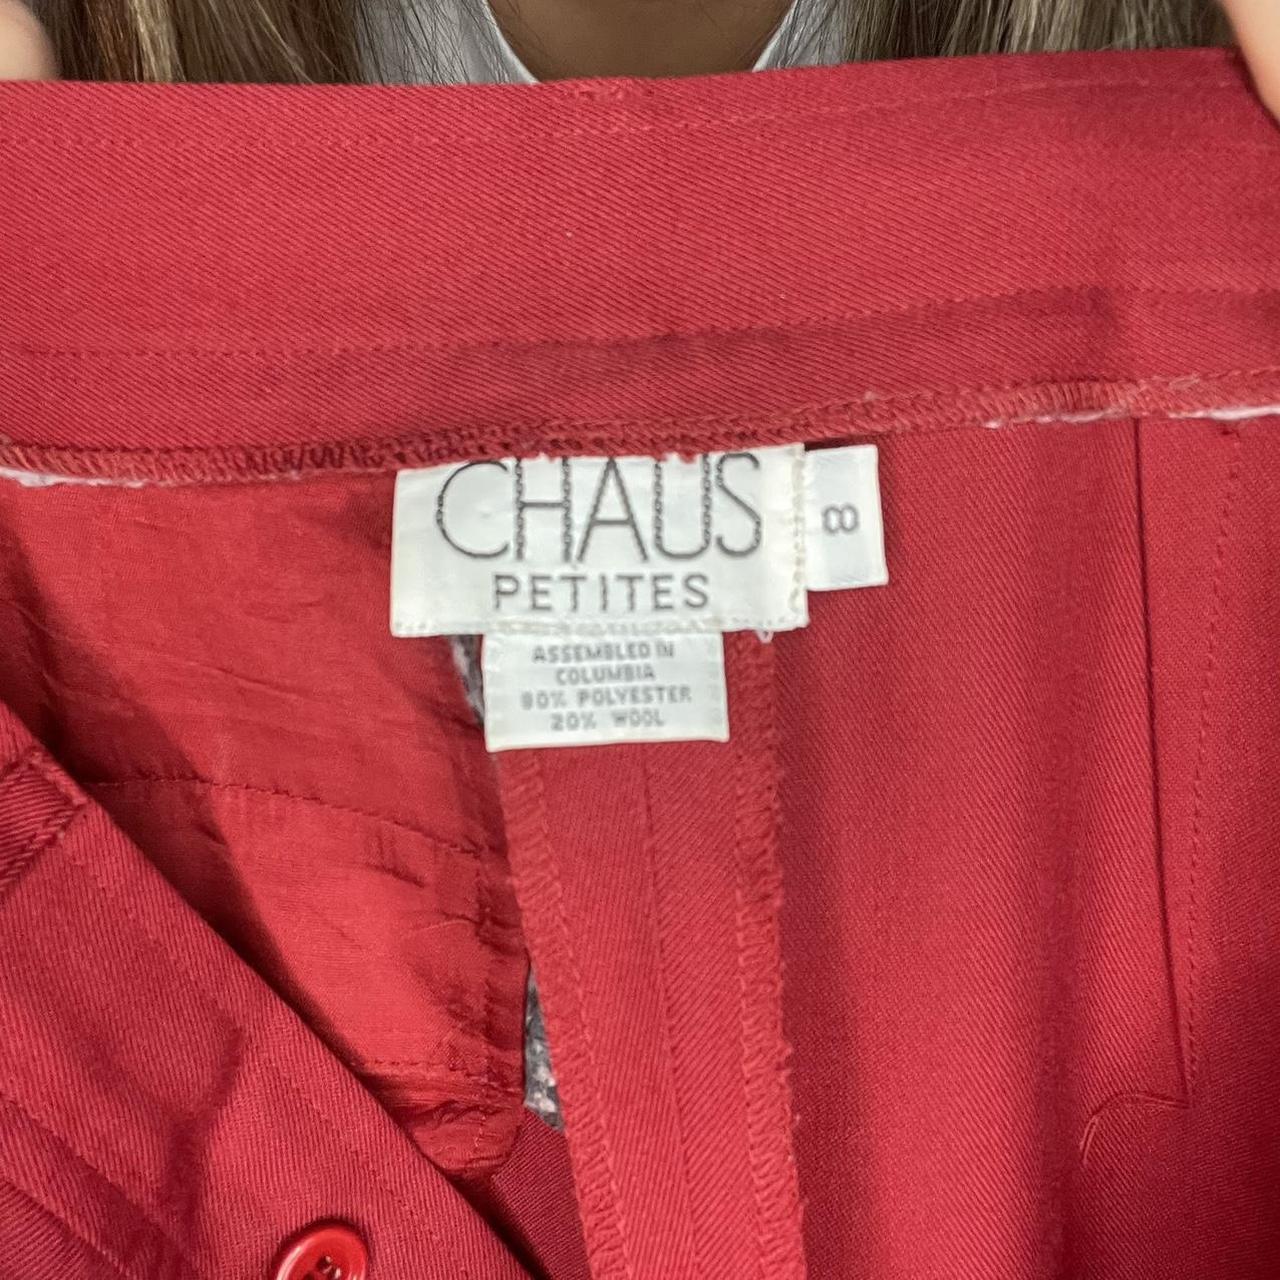 CHAUS
PETITES
8
ASSEMBLED IN
COLUMBIA
80% POLYESTER
20% WOOL